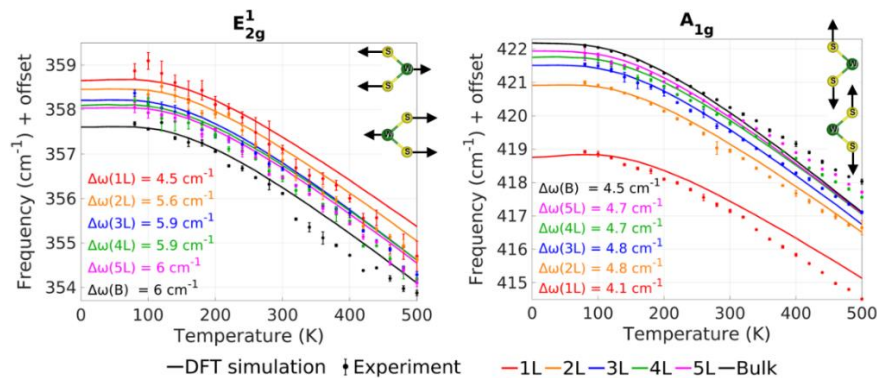 E¹₂g
A₁g
Frequency (cm⁻¹) + offset
359
358
357
356
355
354
S
W
S
S
W
S
Δω(1L) = 4.5 cm⁻¹
Δω(2L) = 5.6 cm⁻¹
Δω(3L) = 5.9 cm⁻¹
Δω(4L) = 5.9 cm⁻¹
Δω(5L) = 6 cm⁻¹
Δω(B) = 6 cm⁻¹
0 100 200 300 400 500
Temperature (K)
Frequency (cm⁻¹) + offset
422
421
420
419
418
417
416
415
S
W
S
S
W
S
Δω(B) = 4.5 cm⁻¹
Δω(5L) = 4.7 cm⁻¹
Δω(4L) = 4.7 cm⁻¹
Δω(3L) = 4.8 cm⁻¹
Δω(2L) = 4.8 cm⁻¹
Δω(1L) = 4.1 cm⁻¹
0 100 200 300 400 500
Temperature (K)
DFT simulation Experiment 1L 2L 3L 4L 5L Bulk